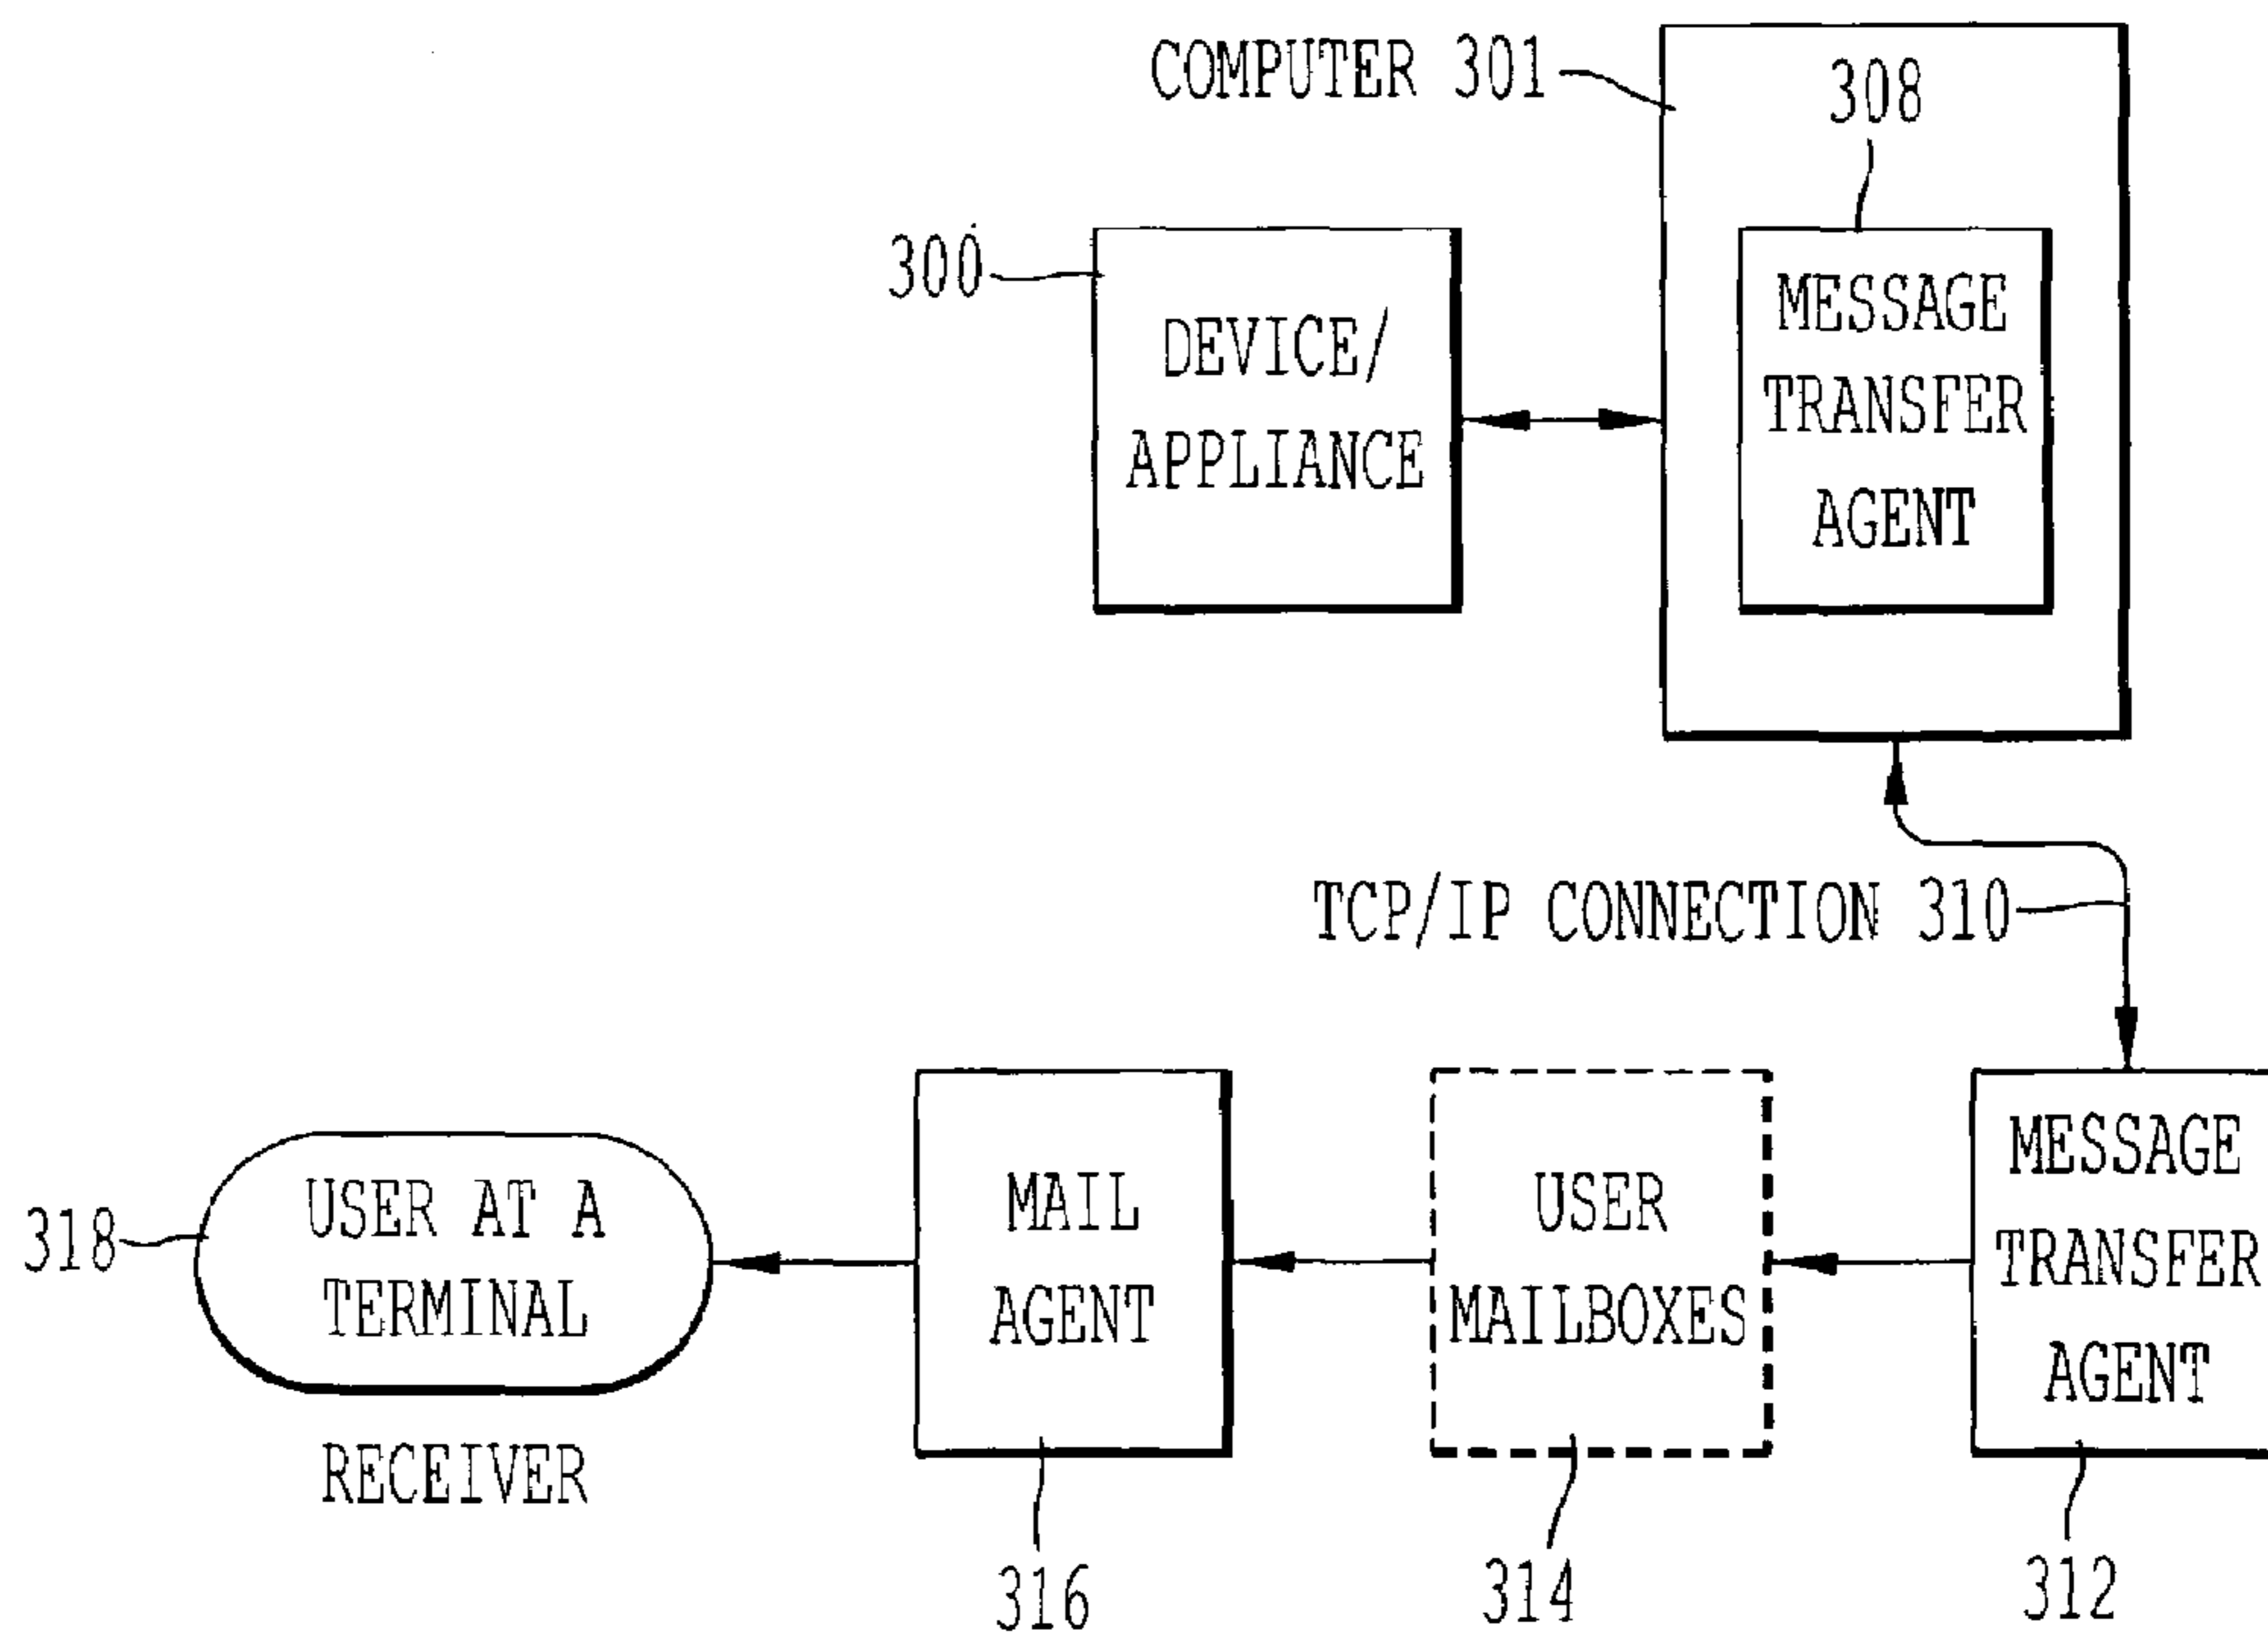 COMPUTER 301
308
300
DEVICE/
APPLIANCE
MESSAGE
TRANSFER
AGENT
TCP/IP CONNECTION 310
318
USER AT A
TERMINAL
RECEIVER
MAIL
AGENT
316
USER
MAILBOXES
314
MESSAGE
TRANSFER
AGENT
312